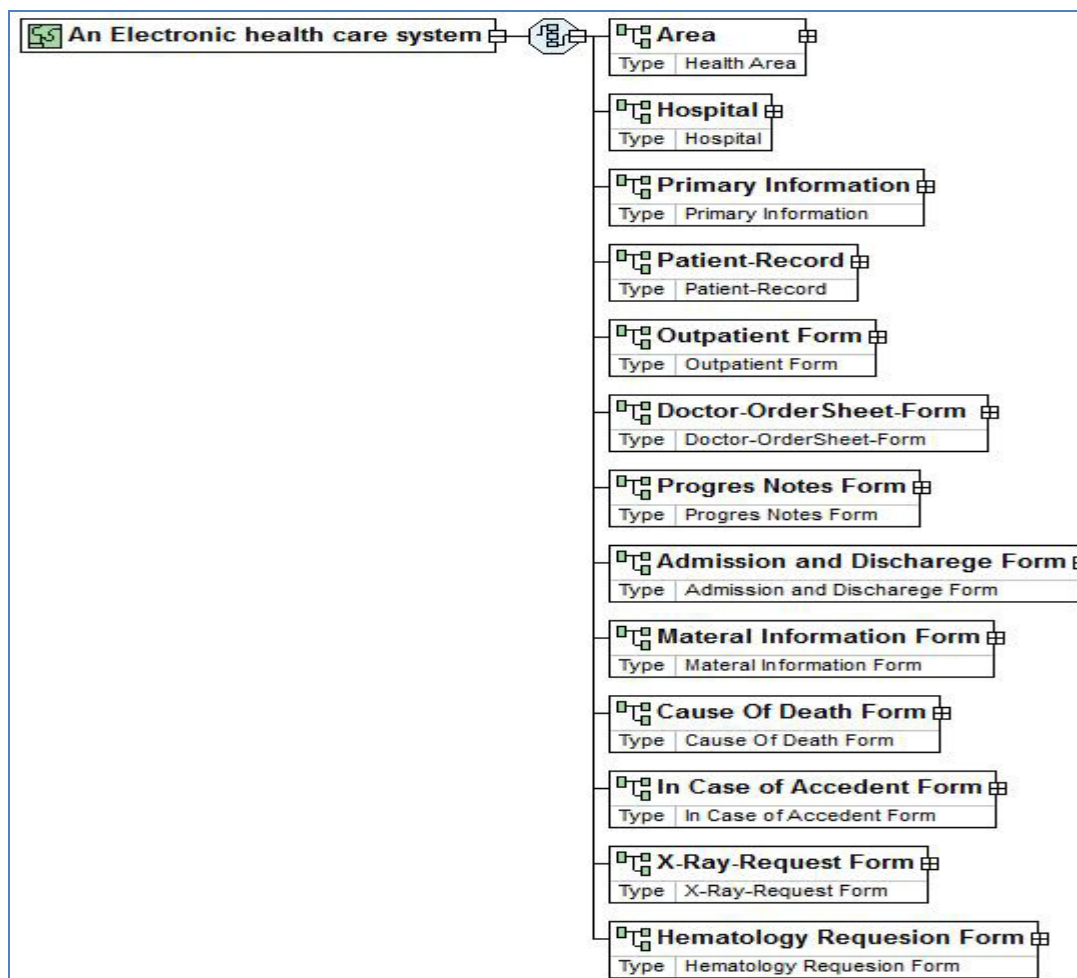 An Electronic health care system
Area
Type Health Area
Hospital
Type Hospital
Primary Information
Type Primary Information
Patient-Record
Type Patient-Record
Outpatient Form
Type Outpatient Form
Doctor-OrderSheet-Form
Type Doctor-OrderSheet-Form
Progres Notes Form
Type Progres Notes Form
Admission and Discharege Form
Type Admission and Discharege Form
Materal Information Form
Type Materal Information Form
Cause Of Death Form
Type Cause Of Death Form
In Case of Accedent Form
Type In Case of Accedent Form
X-Ray-Request Form
Type X-Ray-Request Form
Hematology Requesion Form
Type Hematology Requesion Form